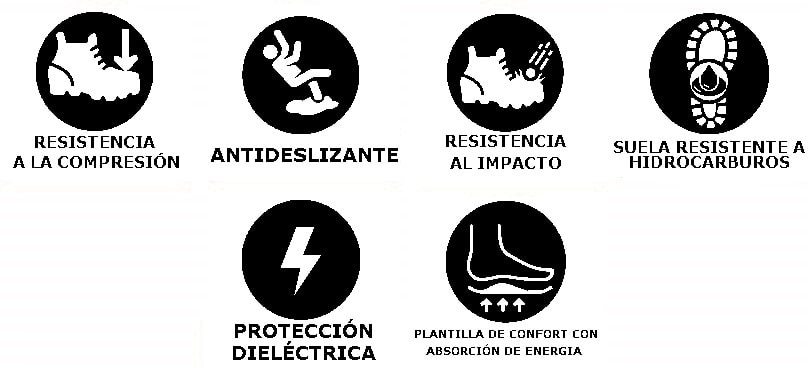 RESISTENCIA
A LA COMPRESIÓN
ANTIDESLIZANTE
RESISTENCIA
AL IMPACTO
SUELA RESISTENTE A
HIDROCARBUROS
PROTECCIÓN
DIELÉCTRICA
PLANTILLA DE CONFORT CON
ABSORCIÓN DE ENERGIA